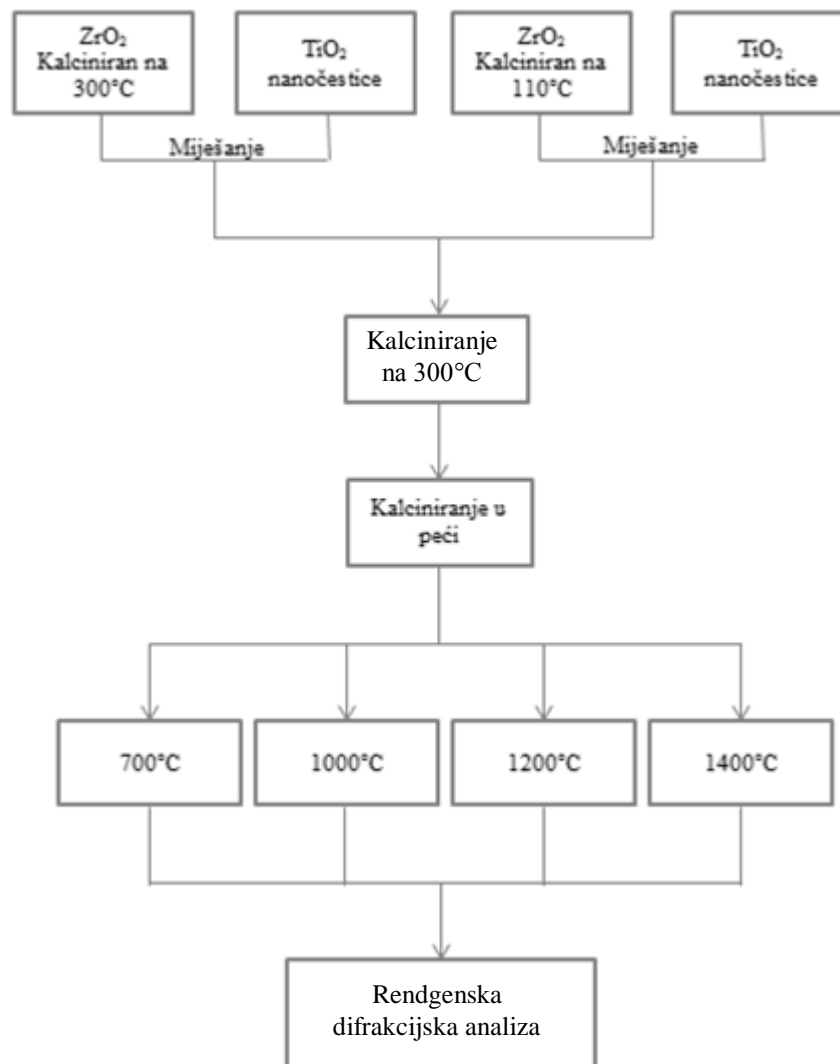 ZrO₂
Kalciniran na
300°C
TiO₂
nanočestice
ZrO₂
Kalciniran na
110°C
TiO₂
nanočestice
Miješanje
Miješanje
Kalciniranje
na 300°C
Kalciniranje u
peći
700°C
1000°C
1200°C
1400°C
Rendgenska
difrakcijska analiza